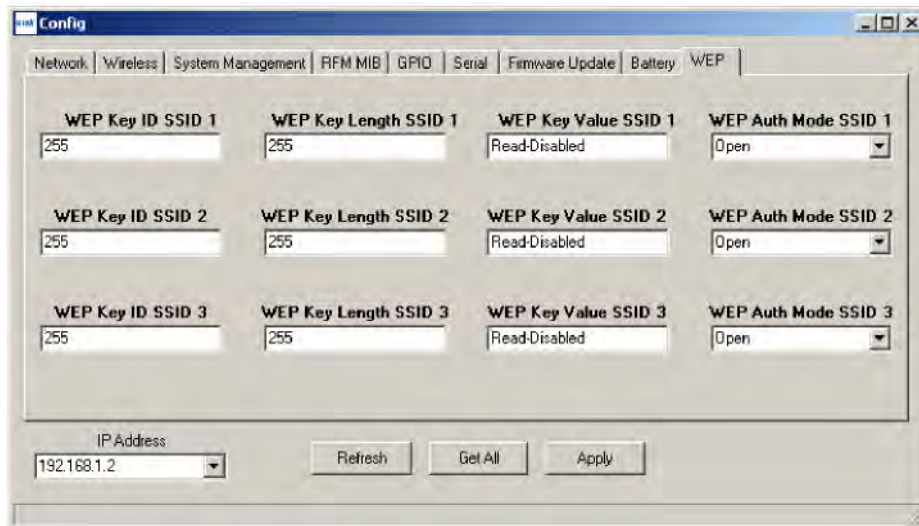 Config
Network Wireless System Management RFM MIB GPIO Serial Firmware Update Battery WEP
WEP Key ID SSID 1 WEP Key Length SSID 1 WEP Key Value SSID 1 WEP Auth Mode SSID 1
255 255 Read-Disabled Open
WEP Key ID SSID 2 WEP Key Length SSID 2 WEP Key Value SSID 2 WEP Auth Mode SSID 2
255 255 Read-Disabled Open
WEP Key ID SSID 3 WEP Key Length SSID 3 WEP Key Value SSID 3 WEP Auth Mode SSID 3
255 255 Read-Disabled Open
IP Address
192.168.1.2 Refresh Get All Apply